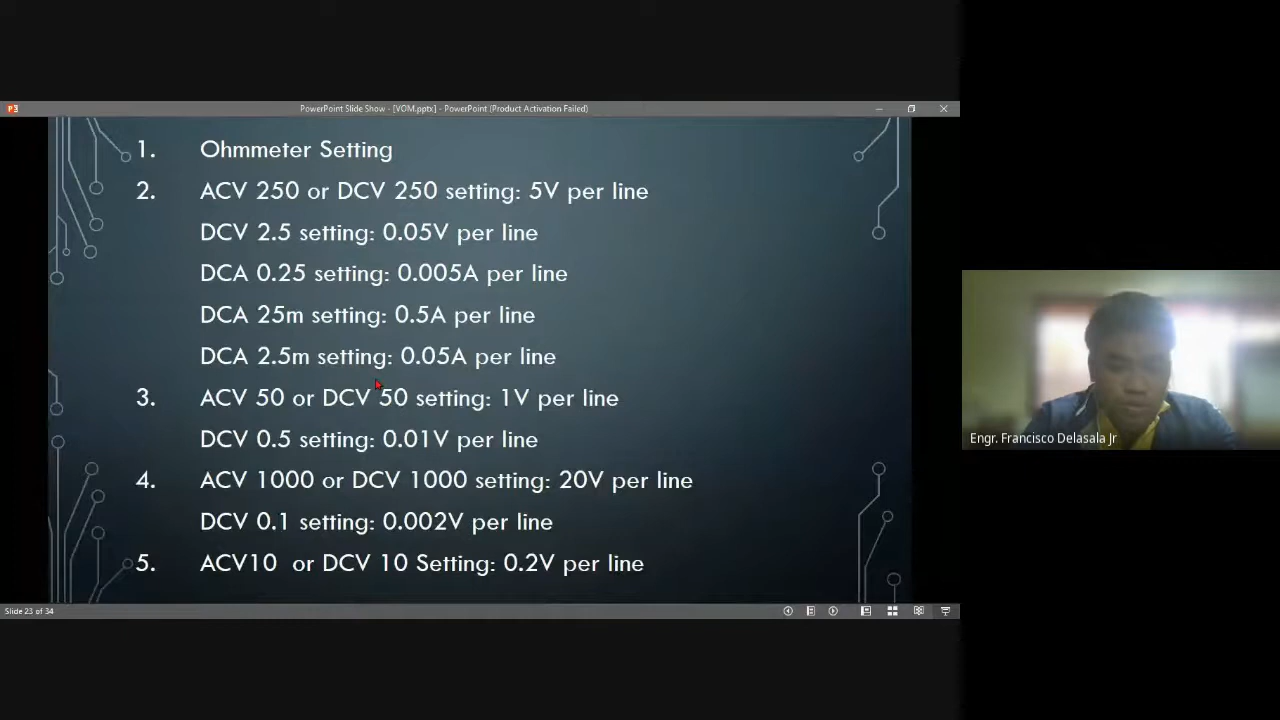 PowerPoint Slide Show - [VOM.pptx] - PowerPoint (Product Activation Failed)
1. Ohmmeter Setting
2. ACV 250 or DCV 250 setting: 5V per line
DCV 2.5 setting: 0.05V per line
DCA 0.25 setting: 0.005A per line
DCA 25m setting: 0.5A per line
DCA 2.5m setting: 0.05A per line
3. ACV 50 or DCV 50 setting: 1V per line
DCV 0.5 setting: 0.01V per line
4. ACV 1000 or DCV 1000 setting: 20V per line
DCV 0.1 setting: 0.002V per line
5. ACV10 or DCV 10 Setting: 0.2V per line
Slide 23 of 34
Engr. Francisco Delasala Jr